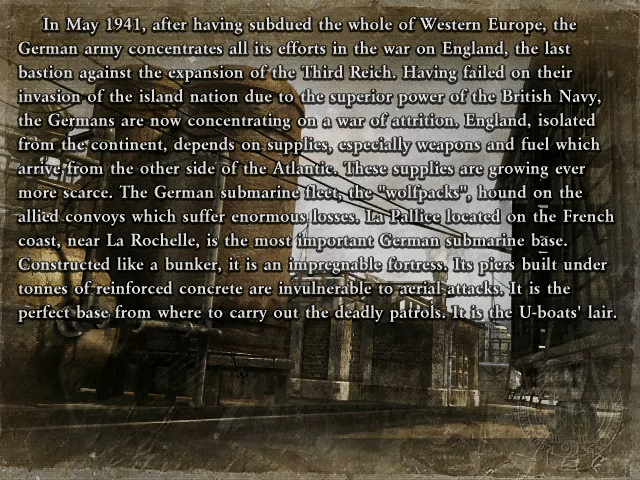 In May 1941, after having subdued the whole of Western Europe, the
German army concentrates all its efforts in the war on England, the last
bastion against the expansion of the Third Reich. Having failed on their
invasion of the island nation due to the superior power of the British Navy,
the Germans are now concentrating on a war of attrition. England, isolated
from the continent, depends on supplies, especially weapons and fuel which
arrive from the other side of the Atlantic. These supplies are growing ever
more scarce. The German submarine fleet, the "wolfpacks", hound on the
allied convoys which suffer enormous losses. La Pallice located on the French
coast, near La Rochelle, is the most important German submarine base.
Constructed like a bunker, it is an impregnable fortress. Its piers built under
tonnes of reinforced concrete are invulnerable to aerial attacks. It is the
perfect base from where to carry out the deadly patrols. It is the U-boats' lair.